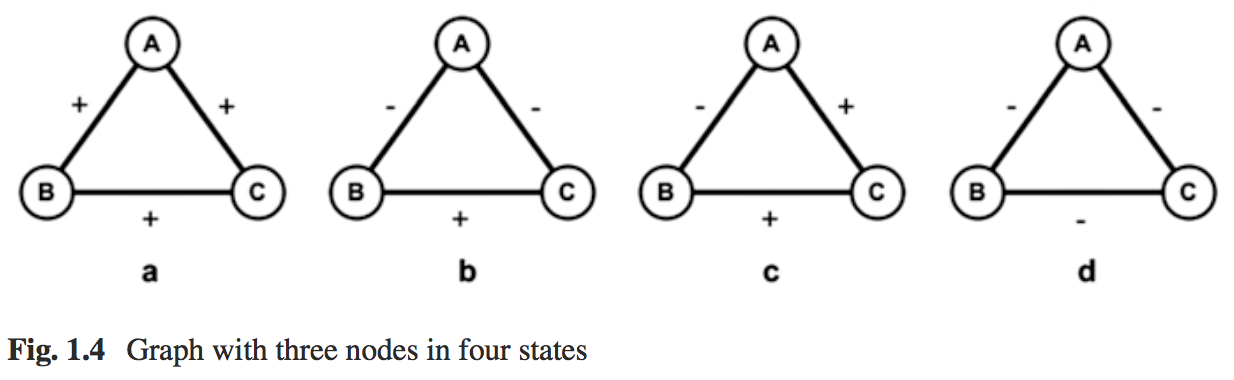 A A A A
+ + - - - + - -
B C B C B C B C
+ + + -
a b c d
Fig. 1.4 Graph with three nodes in four states